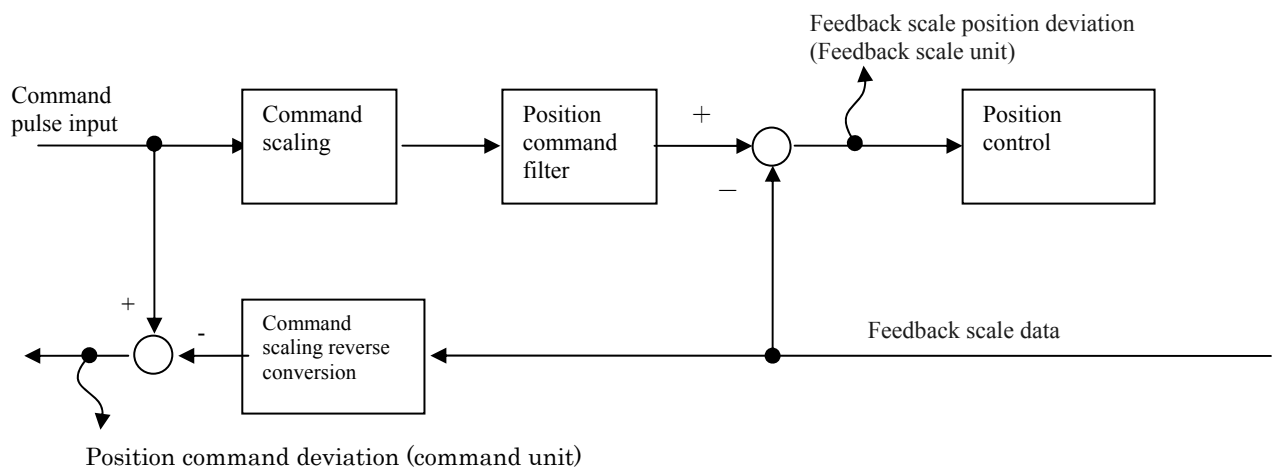 Feedback scale position deviation
(Feedback scale unit)
Command
pulse input
Command
scaling
Position
command
filter
+
−
Position
control
+
-
Command
scaling reverse
conversion
Feedback scale data
Position command deviation (command unit)